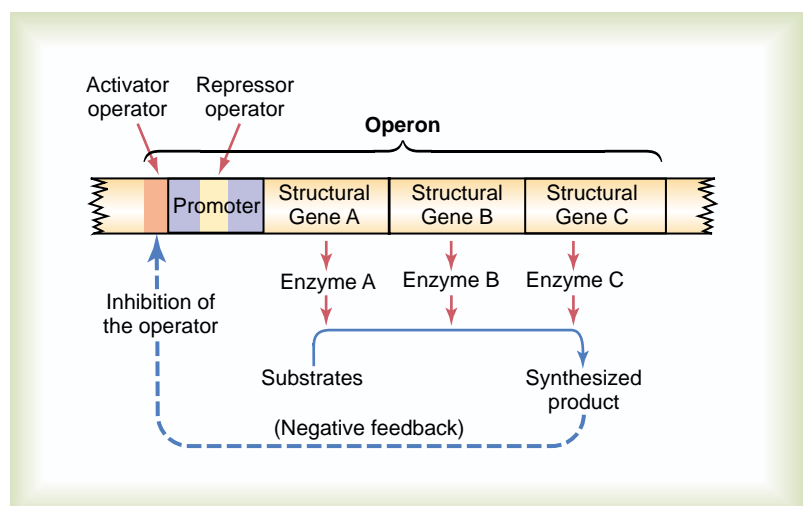 Activator
operator
Repressor
operator
Operon
Promoter
Structural
Gene A
Structural
Gene B
Structural
Gene C
Enzyme A
Enzyme B
Enzyme C
Inhibition of
the operator
Substrates
Synthesized
product
(Negative feedback)